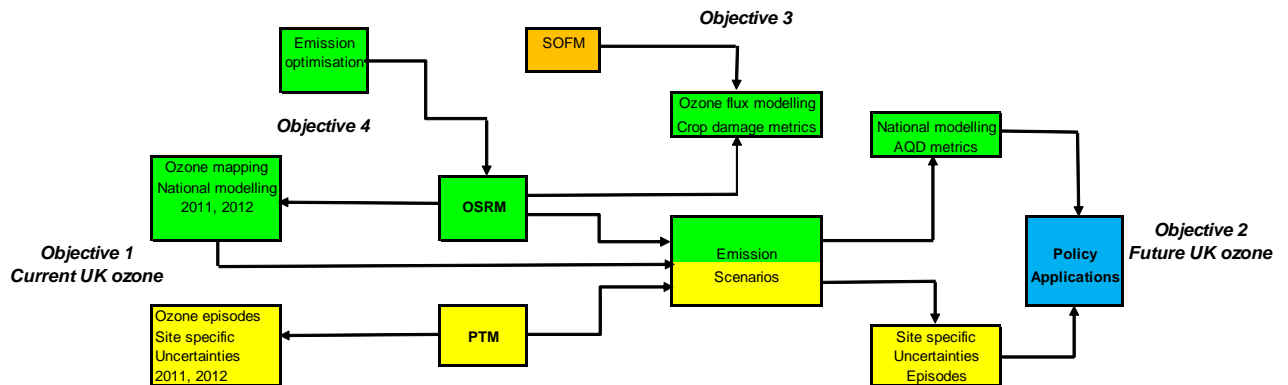 Objective 3
Emission
optimisation
SOFM
Objective 4
Ozone flux modelling
Crop damage metrics
National modelling
AQD metrics
Ozone mapping
National modelling
2011, 2012
OSRM
Objective 1
Current UK ozone
Emission
Scenarios
Policy
Applications
Objective 2
Future UK ozone
Ozone episodes
Site specific
Uncertainties
2011, 2012
PTM
Site specific
Uncertainties
Episodes